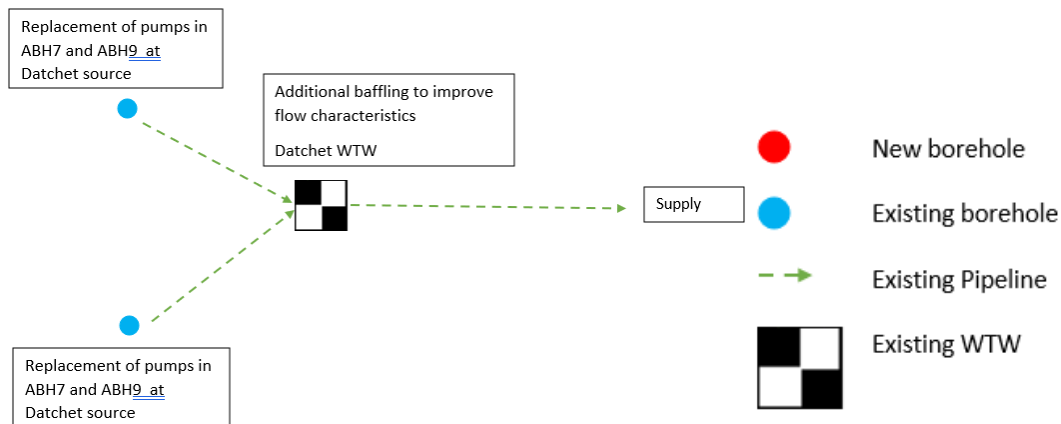 Replacement of pumps in
ABH7 and ABH9 at
Datchet source
Additional baffling to improve
flow characteristics
Datchet WTW
Supply
Replacement of pumps in
ABH7 and ABH9 at
Datchet source
New borehole
Existing borehole
Existing Pipeline
Existing WTW